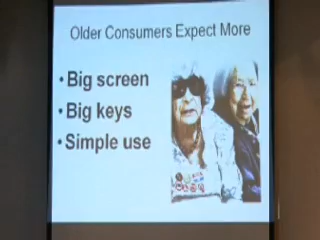 Older Consumers Expect More
• Big screen
• Big keys
• Simple use